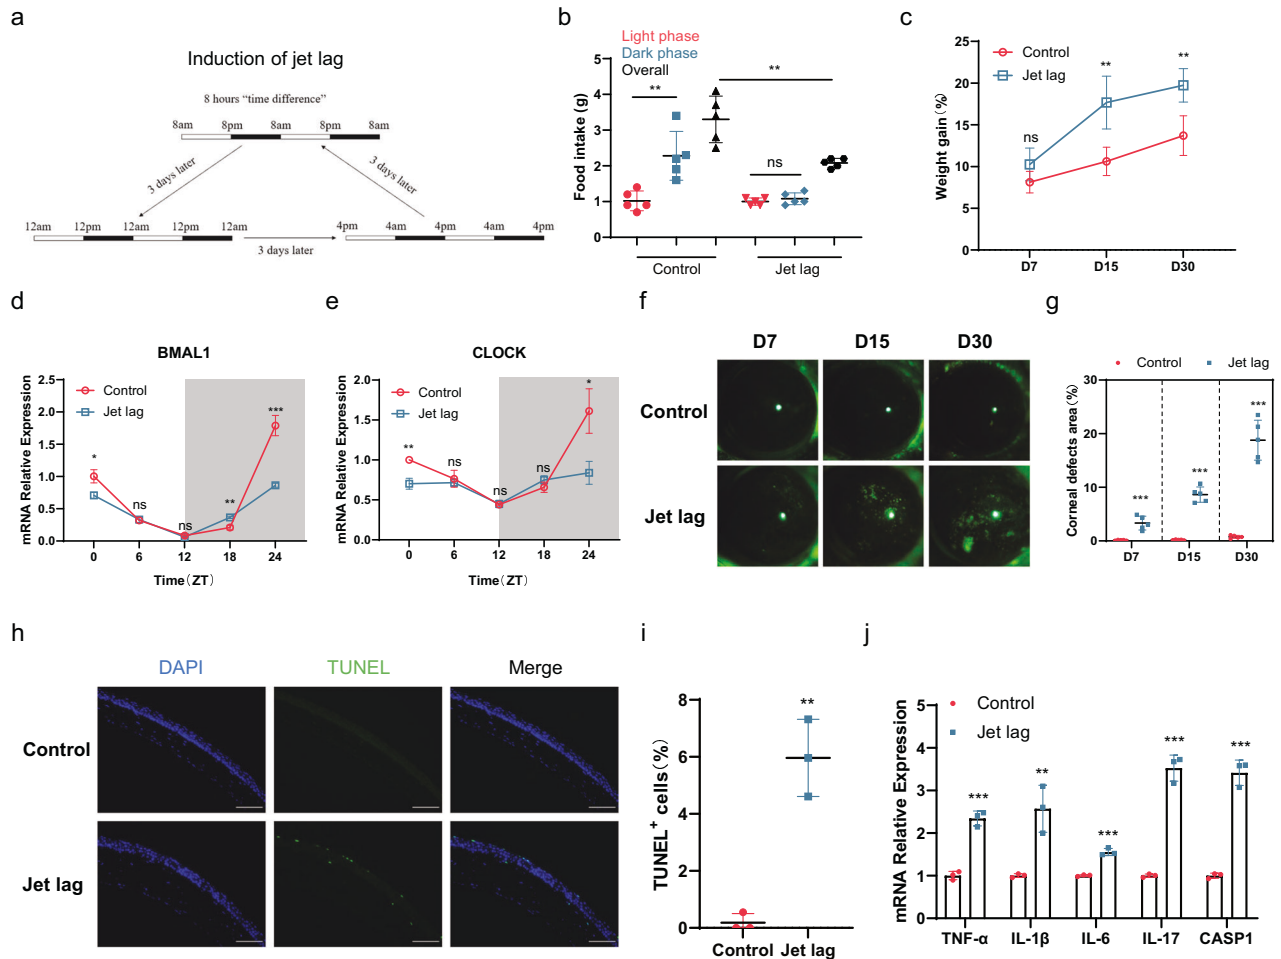 a
Induction of jet lag
8 hours “time difference”
8am 8pm 8am 8pm 8am
3 days later
3 days later
12am 12pm 12am 12pm 12am
3 days later
4pm 4am 4pm 4am 4pm
b
Light phase
Dark phase
Overall
Food intake (g)
5
4
3
2
1
0
**
**
ns
Control
Jet lag
c
Weight gain (%)
25
20
15
10
5
0
Control
Jet lag
ns
**
**
D7 D15 D30
d
BMAL1
mRNA Relative Expression
2.5
2.0
1.5
1.0
0.5
0.0
Control
Jet lag
*
ns
ns
**
***
0 6 12 18 24
Time(ZT)
e
CLOCK
mRNA Relative Expression
2.0
1.5
1.0
0.5
0.0
Control
Jet lag
**
ns
ns
ns
*
0 6 12 18 24
Time(ZT)
f
D7 D15 D30
Control
Jet lag
g
Control Jet lag
Corneal defects area(%)
30
20
10
0
***
***
***
D7 D15 D30
h
DAPI TUNEL Merge
Control
Jet lag
i
TUNEL+ cells(%)
8
6
4
2
0
**
Control Jet lag
j
mRNA Relative Expression
5
4
3
2
1
0
Control
Jet lag
***
**
***
***
***
TNF-α IL-1β IL-6 IL-17 CASP1